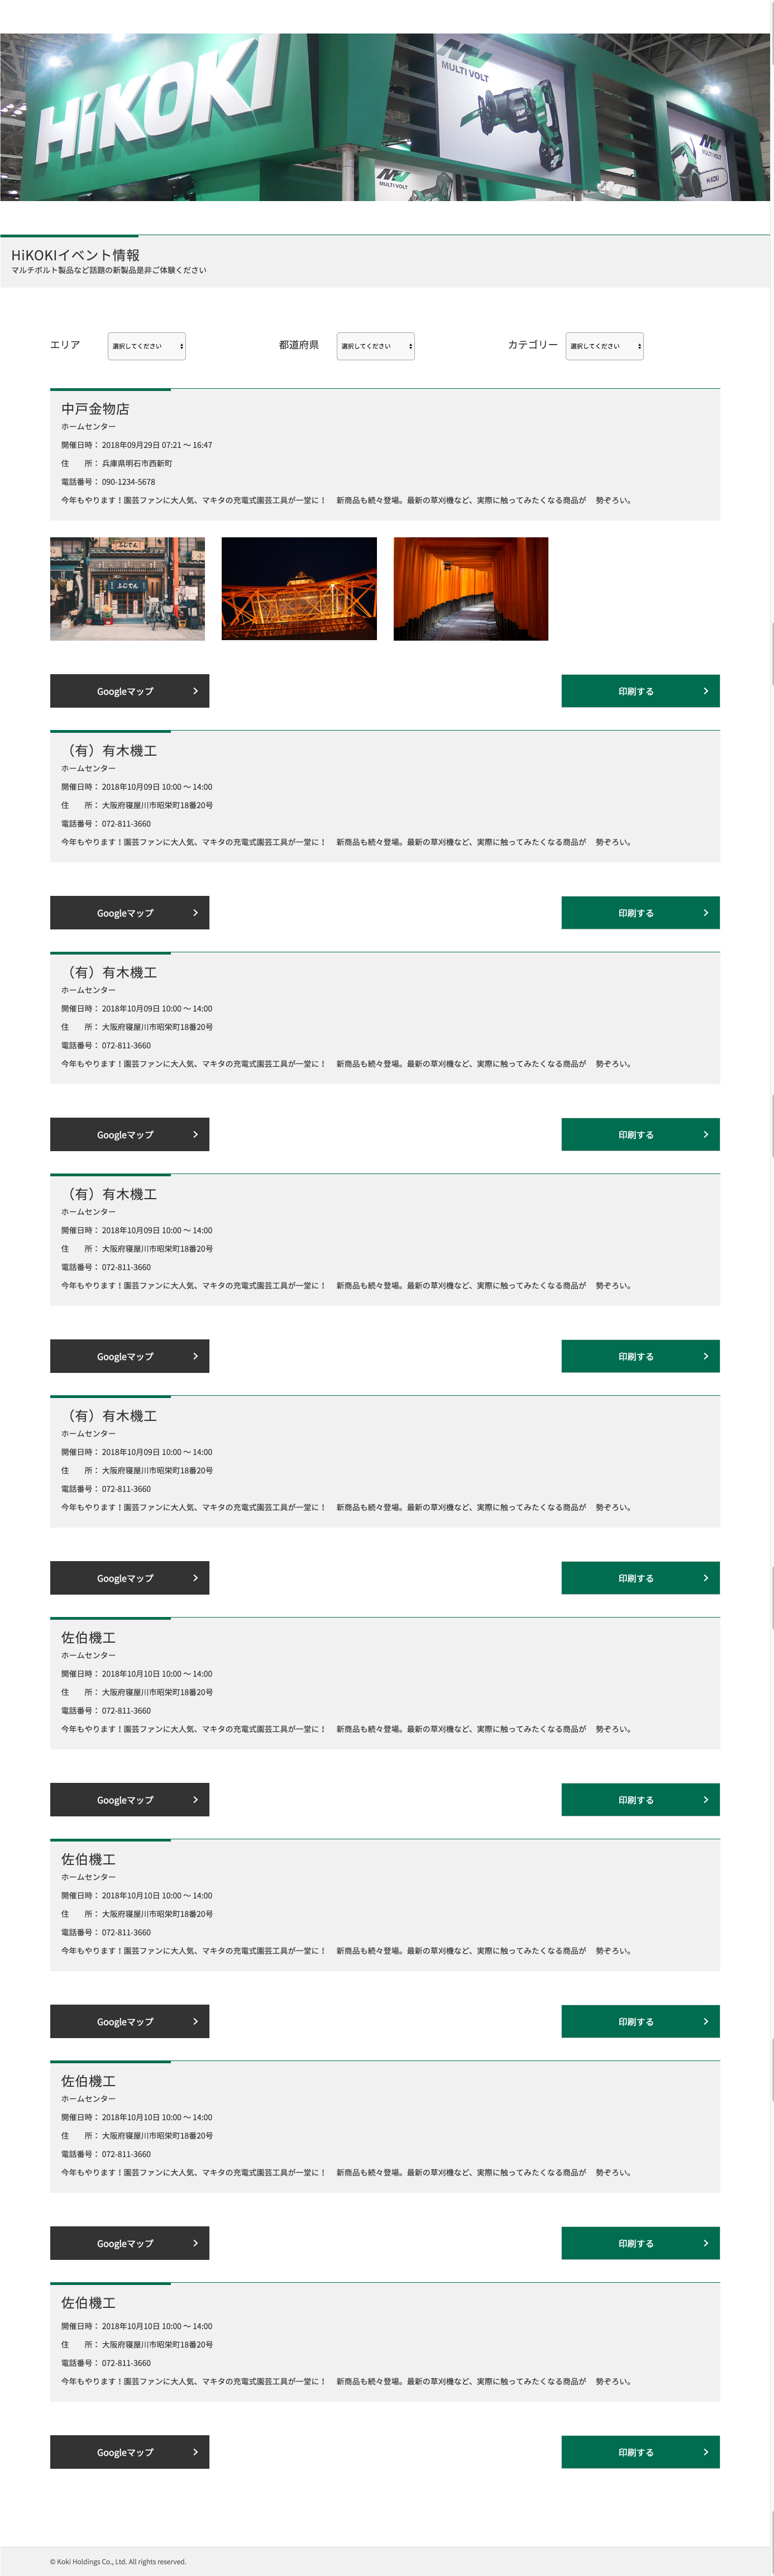 HiKOKI
MULTI VOLT
MULTI VOLT
HiKOKI
HiKOKIイベント情報
マルチボルト製品など話題の新製品是非ご体験ください
エリア 選択してください 都道府県 選択してください カテゴリー 選択してください
中戸金物店
ホームセンター
開催日時： 2018年09月29日 07:21 〜 16:47
住　　所： 兵庫県明石市西新町
電話番号： 090-1234-5678
今年もやります！園芸ファンに大人気、マキタの充電式園芸工具が一堂に！　新商品も続々登場。最新の草刈機など、実際に触ってみたくなる商品が　勢ぞろい。
ふじでん
ふじでん
Googleマップ 印刷する
（有）有木機工
ホームセンター
開催日時： 2018年10月09日 10:00 〜 14:00
住　　所： 大阪府寝屋川市昭栄町18番20号
電話番号： 072-811-3660
今年もやります！園芸ファンに大人気、マキタの充電式園芸工具が一堂に！　新商品も続々登場。最新の草刈機など、実際に触ってみたくなる商品が　勢ぞろい。
Googleマップ 印刷する
（有）有木機工
ホームセンター
開催日時： 2018年10月09日 10:00 〜 14:00
住　　所： 大阪府寝屋川市昭栄町18番20号
電話番号： 072-811-3660
今年もやります！園芸ファンに大人気、マキタの充電式園芸工具が一堂に！　新商品も続々登場。最新の草刈機など、実際に触ってみたくなる商品が　勢ぞろい。
Googleマップ 印刷する
（有）有木機工
ホームセンター
開催日時： 2018年10月09日 10:00 〜 14:00
住　　所： 大阪府寝屋川市昭栄町18番20号
電話番号： 072-811-3660
今年もやります！園芸ファンに大人気、マキタの充電式園芸工具が一堂に！　新商品も続々登場。最新の草刈機など、実際に触ってみたくなる商品が　勢ぞろい。
Googleマップ 印刷する
（有）有木機工
ホームセンター
開催日時： 2018年10月09日 10:00 〜 14:00
住　　所： 大阪府寝屋川市昭栄町18番20号
電話番号： 072-811-3660
今年もやります！園芸ファンに大人気、マキタの充電式園芸工具が一堂に！　新商品も続々登場。最新の草刈機など、実際に触ってみたくなる商品が　勢ぞろい。
Googleマップ 印刷する
佐伯機工
ホームセンター
開催日時： 2018年10月10日 10:00 〜 14:00
住　　所： 大阪府寝屋川市昭栄町18番20号
電話番号： 072-811-3660
今年もやります！園芸ファンに大人気、マキタの充電式園芸工具が一堂に！　新商品も続々登場。最新の草刈機など、実際に触ってみたくなる商品が　勢ぞろい。
Googleマップ 印刷する
佐伯機工
ホームセンター
開催日時： 2018年10月10日 10:00 〜 14:00
住　　所： 大阪府寝屋川市昭栄町18番20号
電話番号： 072-811-3660
今年もやります！園芸ファンに大人気、マキタの充電式園芸工具が一堂に！　新商品も続々登場。最新の草刈機など、実際に触ってみたくなる商品が　勢ぞろい。
Googleマップ 印刷する
佐伯機工
ホームセンター
開催日時： 2018年10月10日 10:00 〜 14:00
住　　所： 大阪府寝屋川市昭栄町18番20号
電話番号： 072-811-3660
今年もやります！園芸ファンに大人気、マキタの充電式園芸工具が一堂に！　新商品も続々登場。最新の草刈機など、実際に触ってみたくなる商品が　勢ぞろい。
Googleマップ 印刷する
佐伯機工
開催日時： 2018年10月10日 10:00 〜 14:00
住　　所： 大阪府寝屋川市昭栄町18番20号
電話番号： 072-811-3660
今年もやります！園芸ファンに大人気、マキタの充電式園芸工具が一堂に！　新商品も続々登場。最新の草刈機など、実際に触ってみたくなる商品が　勢ぞろい。
Googleマップ 印刷する
© Koki Holdings Co., Ltd. All rights reserved.